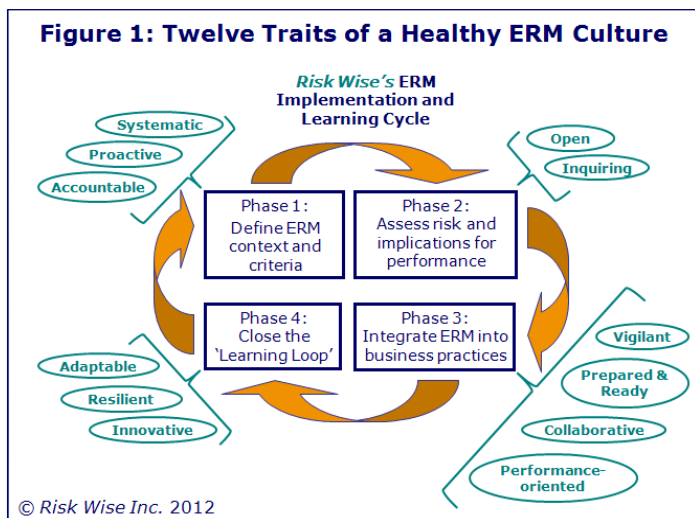 Figure 1: Twelve Traits of a Healthy ERM Culture
Risk Wise's ERM
Implementation and
Learning Cycle
Systematic
Proactive
Accountable
Open
Inquiring
Phase 1:
Define ERM
context and
criteria
Phase 2:
Assess risk and
implications for
performance
Phase 4:
Close the
‘Learning Loop’
Phase 3:
Integrate ERM into
business practices
Adaptable
Resilient
Innovative
Vigilant
Prepared &
Ready
Collaborative
Performance-
oriented
© Risk Wise Inc. 2012